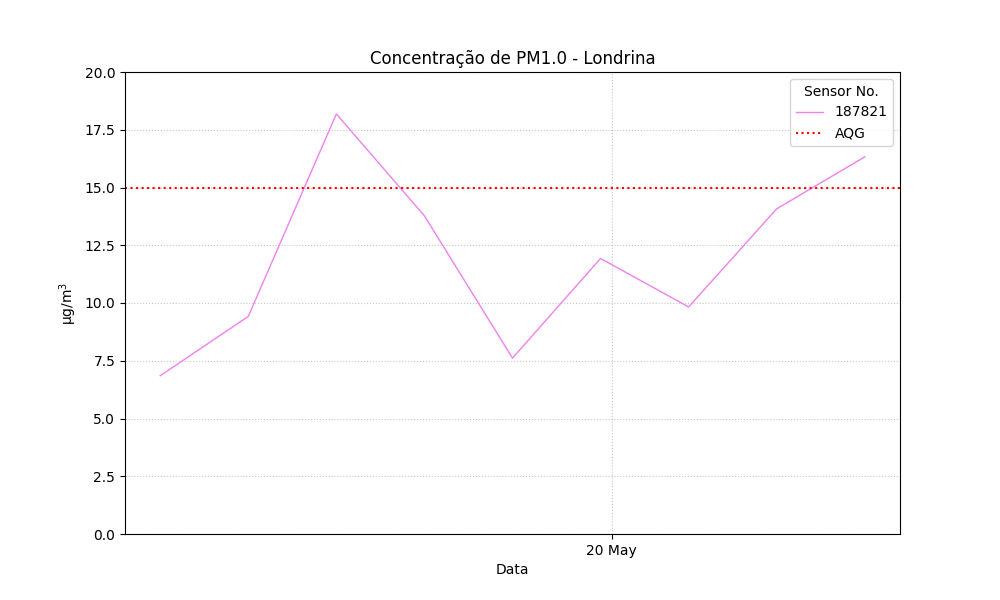 Concentração de PM1.0 - Londrina
Sensor No.
187821
AQG
20.0
17.5
15.0
12.5
10.0
7.5
5.0
2.5
0.0
µg/m³
20 May
Data